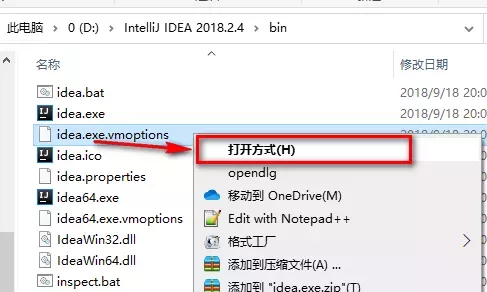 此电脑 > 0 (D:) > IntelliJ IDEA 2018.2.4 > bin
名称 修改日期
idea.bat 2018/9/18 20:0
idea.exe 2018/9/18 20:0
idea.exe.vmoptions
打开方式(H)
idea.ico
opendlg
idea.properties
移动到 OneDrive(M)
idea64.exe
Edit with Notepad++
idea64.exe.vmoptions
格式工厂
IdeaWin32.dll
添加到压缩文件(A) ...
IdeaWin64.dll
添加到 "idea.exe.zip"(T)
inspect.bat